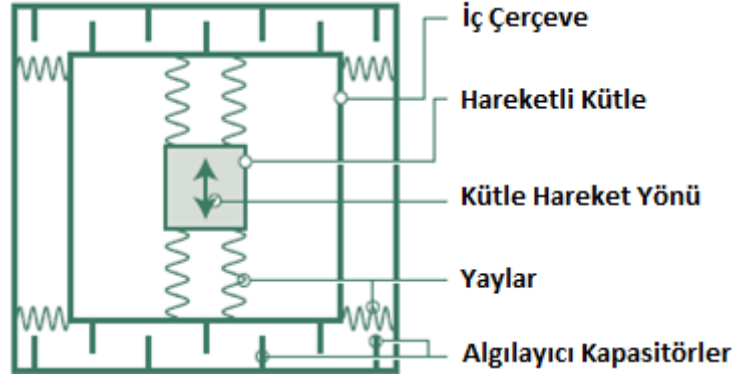 İç Çerçeve
Hareketli Kütle
Kütle Hareket Yönü
Yaylar
Algılayıcı Kapasitörler